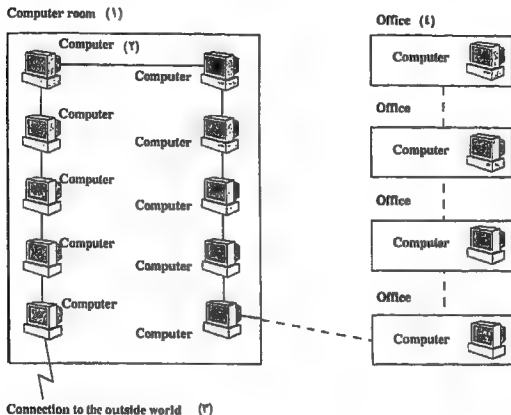 Computer room (١)
Computer (٢)
Computer
Computer
Computer
Computer
Computer
Computer
Computer
Computer
Computer
Connection to the outside world (٣)
Office (٤)
Computer
Office
Computer
Office
Computer
Office
Computer